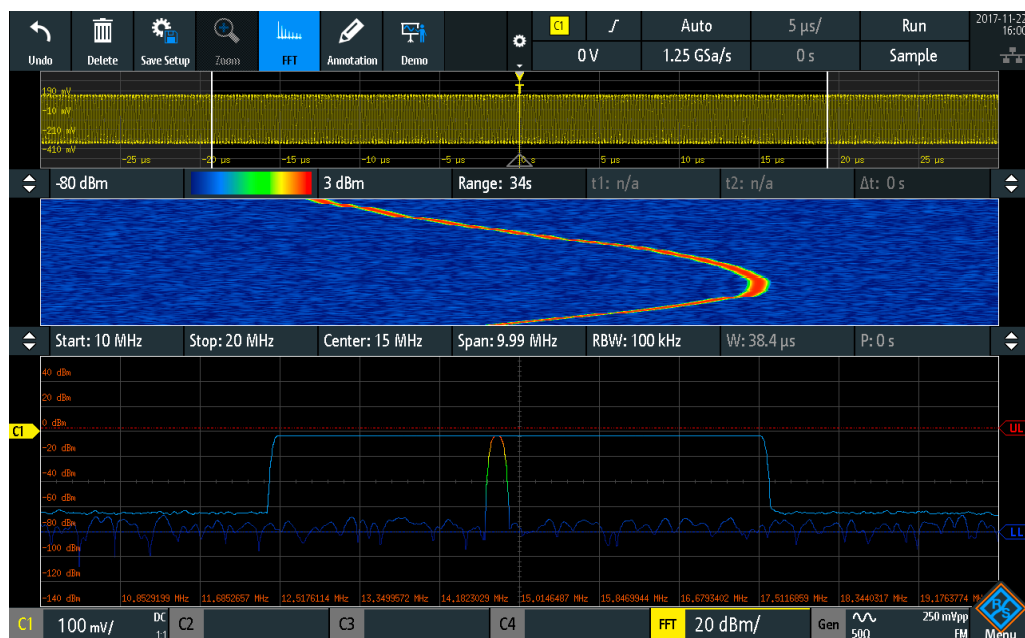 C1 Auto 5 µs/ Run 2017-11-22
16:00
Undo Delete Save Setup Zoom FFT Annotation Demo 0 V 1.25 GSa/s 0 s Sample
T
190 mV
-10 mV
-210 mV
-410 mV
-25 µs -20 µs -15 µs -10 µs -5 µs 0 s 5 µs 10 µs 15 µs 20 µs 25 µs
-80 dBm 3 dBm Range: 34s t1: n/a t2: n/a Δt: 0 s
Start: 10 MHz Stop: 20 MHz Center: 15 MHz Span: 9.99 MHz RBW: 100 kHz W: 38.4 µs P: 0 s
40 dBm
20 dBm
0 dBm
C1 UL
-20 dBm
-40 dBm
-60 dBm
-80 dBm
LL
-100 dBm
-120 dBm
-140 dBm 10,8529199 MHz 11,6852657 MHz 12,5176114 MHz 13,3499572 MHz 14,1823029 MHz 15,0146487 MHz 15,8469944 MHz 16,6793402 MHz 17,5116859 MHz 18,3440317 MHz 19,1763774
C1 100 mV/ DC
1:1
C2 C3 C4 FFT 20 dBm/ Gen 250 mVpp
50Ω FM
R&S
Menu